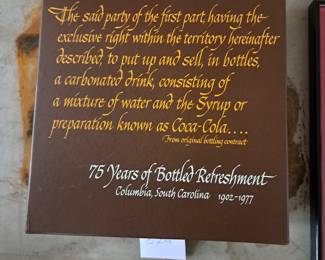 The said party of the first part, having the
exclusive right within the territory hereinafter
described, to put up and sell, in bottles,
a carbonated drink, consisting of
a mixture of water and the Syrup or
preparation known as Coca-Cola....
-From original bottling contract-
75 Years of Bottled Refreshment
Columbia, South Carolina 1902-1977